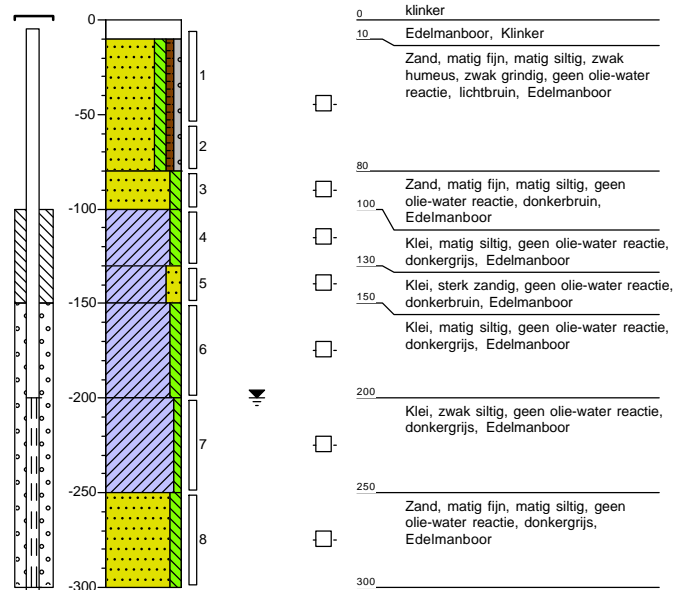 0
-50
-100
-150
-200
-250
-300
1
2
3
4
5
6
7
8
0
klinker
10
Edelmanboor, Klinker
Zand, matig fijn, matig siltig, zwak
humeus, zwak grindig, geen olie-water
reactie, lichtbruin, Edelmanboor
80
Zand, matig fijn, matig siltig, geen
olie-water reactie, donkerbruin,
Edelmanboor
100
Klei, matig siltig, geen olie-water reactie,
donkergrijs, Edelmanboor
130
Klei, sterk zandig, geen olie-water reactie,
donkerbruin, Edelmanboor
150
Klei, matig siltig, geen olie-water reactie,
donkergrijs, Edelmanboor
200
Klei, zwak siltig, geen olie-water reactie,
donkergrijs, Edelmanboor
250
Zand, matig fijn, matig siltig, geen
olie-water reactie, donkergrijs,
Edelmanboor
300